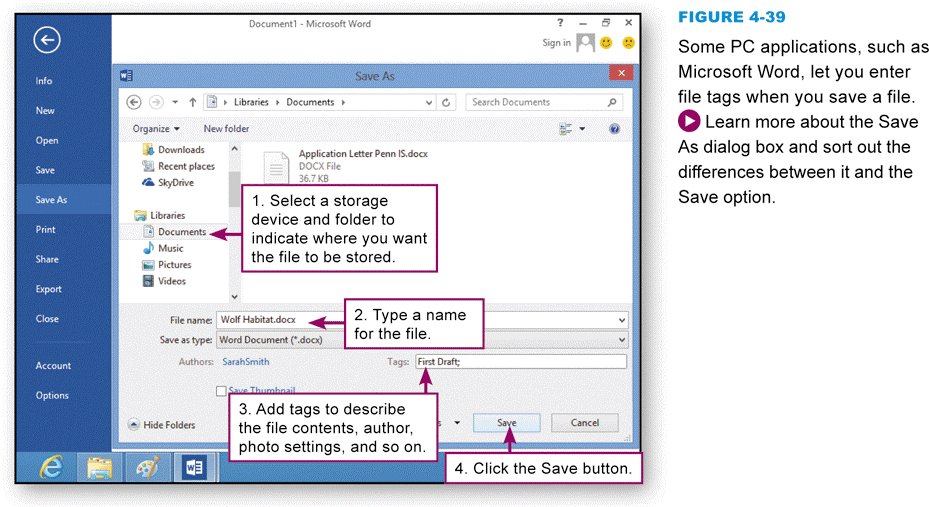 Document1 - Microsoft Word
?
Sign in
Info
New
Open
Save
Save As
Print
Share
Export
Close
Account
Options
Save As
Libraries
Documents
Search Documents
Organize
New folder
Downloads
Recent places
SkyDrive
Libraries
Documents
Music
Pictures
Videos
Application Letter Penn IS.docx
DOCX File
36.7 KB
1. Select a storage
device and folder to
indicate where you want
the file to be stored.
File name: Wolf Habitat.docx
2. Type a name
for the file.
Save as type: Word Document (*.docx)
Authors: SarahSmith Tags: First Draft;
Save Thumbnail
3. Add tags to describe
the file contents, author,
photo settings, and so on.
Hide Folders
Save
Cancel
4. Click the Save button.
FIGURE 4-39
Some PC applications, such as
Microsoft Word, let you enter
file tags when you save a file.
Learn more about the Save
As dialog box and sort out the
differences between it and the
Save option.